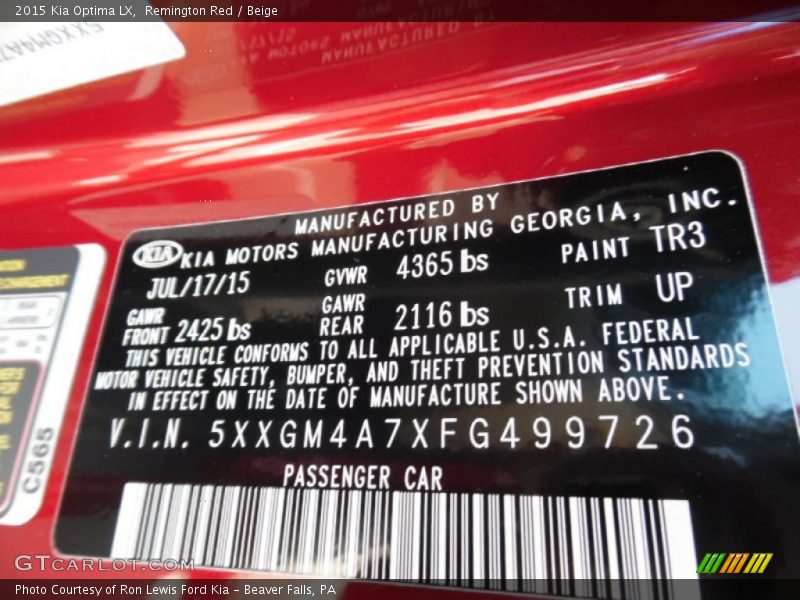 2015 Kia Optima LX, Remington Red / Beige
MANUFACTURED BY
KIA KIA MOTORS MANUFACTURING GEORGIA, INC.
JUL/17/15 GVWR 4365 lbs PAINT TR3
GAWR FRONT 2425 lbs GAWR REAR 2116 lbs TRIM UP
THIS VEHICLE CONFORMS TO ALL APPLICABLE U.S.A. FEDERAL
MOTOR VEHICLE SAFETY, BUMPER, AND THEFT PREVENTION STANDARDS
IN EFFECT ON THE DATE OF MANUFACTURE SHOWN ABOVE.
V.I.N. 5XXGM4A7XFG499726
PASSENGER CAR
C565
GTCARLOT.COM
Photo Courtesy of Ron Lewis Ford Kia - Beaver Falls, PA